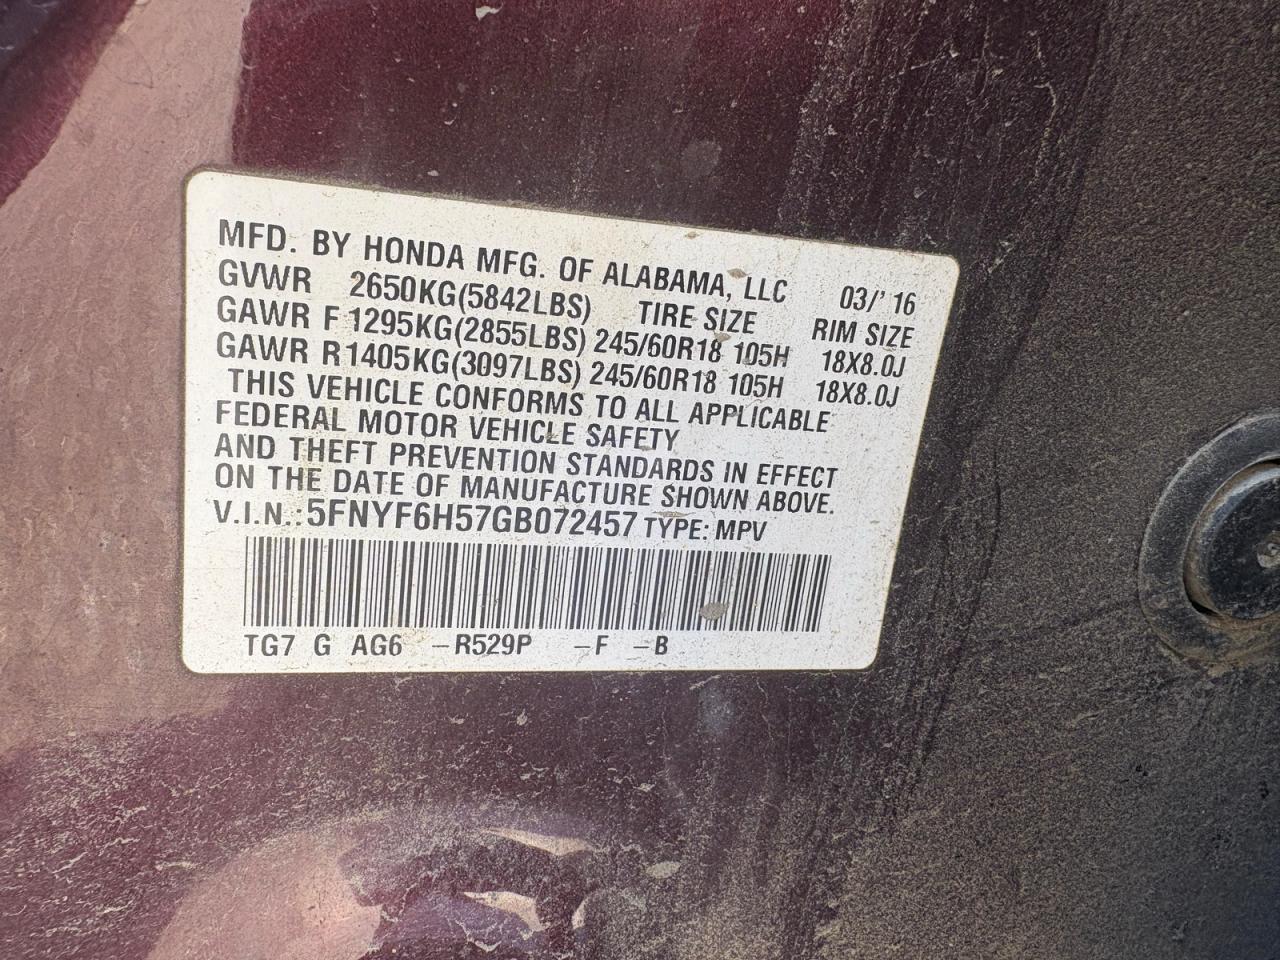 MFD. BY HONDA MFG. OF ALABAMA, LLC 03/'16
GVWR 2650KG(5842LBS) TIRE SIZE RIM SIZE
GAWR F 1295KG(2855LBS) 245/60R18 105H 18X8.0J
GAWR R 1405KG(3097LBS) 245/60R18 105H 18X8.0J
THIS VEHICLE CONFORMS TO ALL APPLICABLE
FEDERAL MOTOR VEHICLE SAFETY
AND THEFT PREVENTION STANDARDS IN EFFECT
ON THE DATE OF MANUFACTURE SHOWN ABOVE.
V.I.N.: 5FNYF6H57GB072457 TYPE: MPV
TG7 G AG6 –R529P –F –B